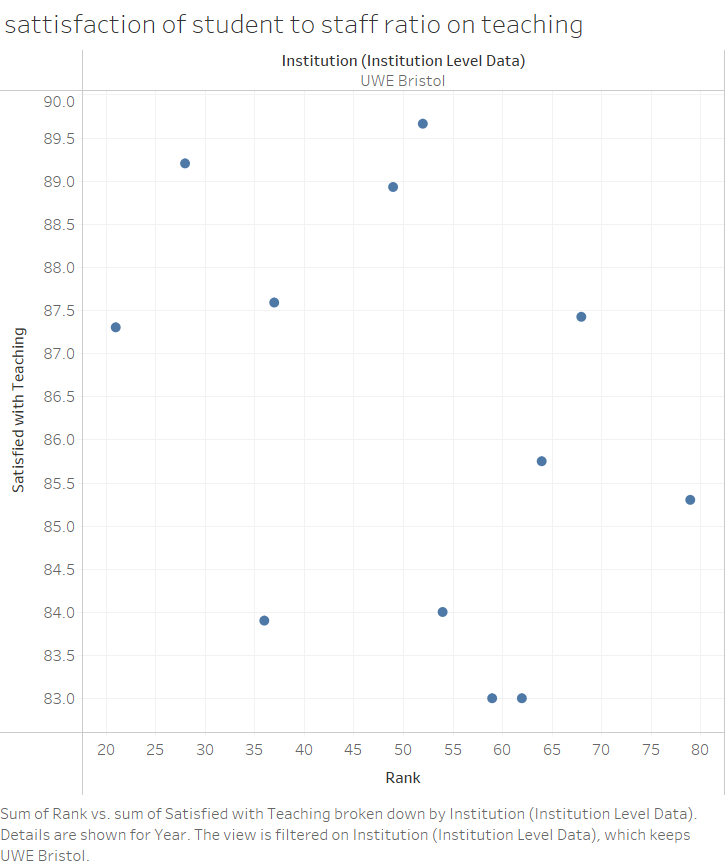 sattisfaction of student to staff ratio on teaching
Institution (Institution Level Data)
UWE Bristol
90.0
89.5
89.0
88.5
88.0
87.5
87.0
86.5
86.0
85.5
85.0
84.5
84.0
83.5
83.0
Satisfied with Teaching
20 25 30 35 40 45 50 55 60 65 70 75 80
Rank
Sum of Rank vs. sum of Satisfied with Teaching broken down by Institution (Institution Level Data).
Details are shown for Year. The view is filtered on Institution (Institution Level Data), which keeps
UWE Bristol.